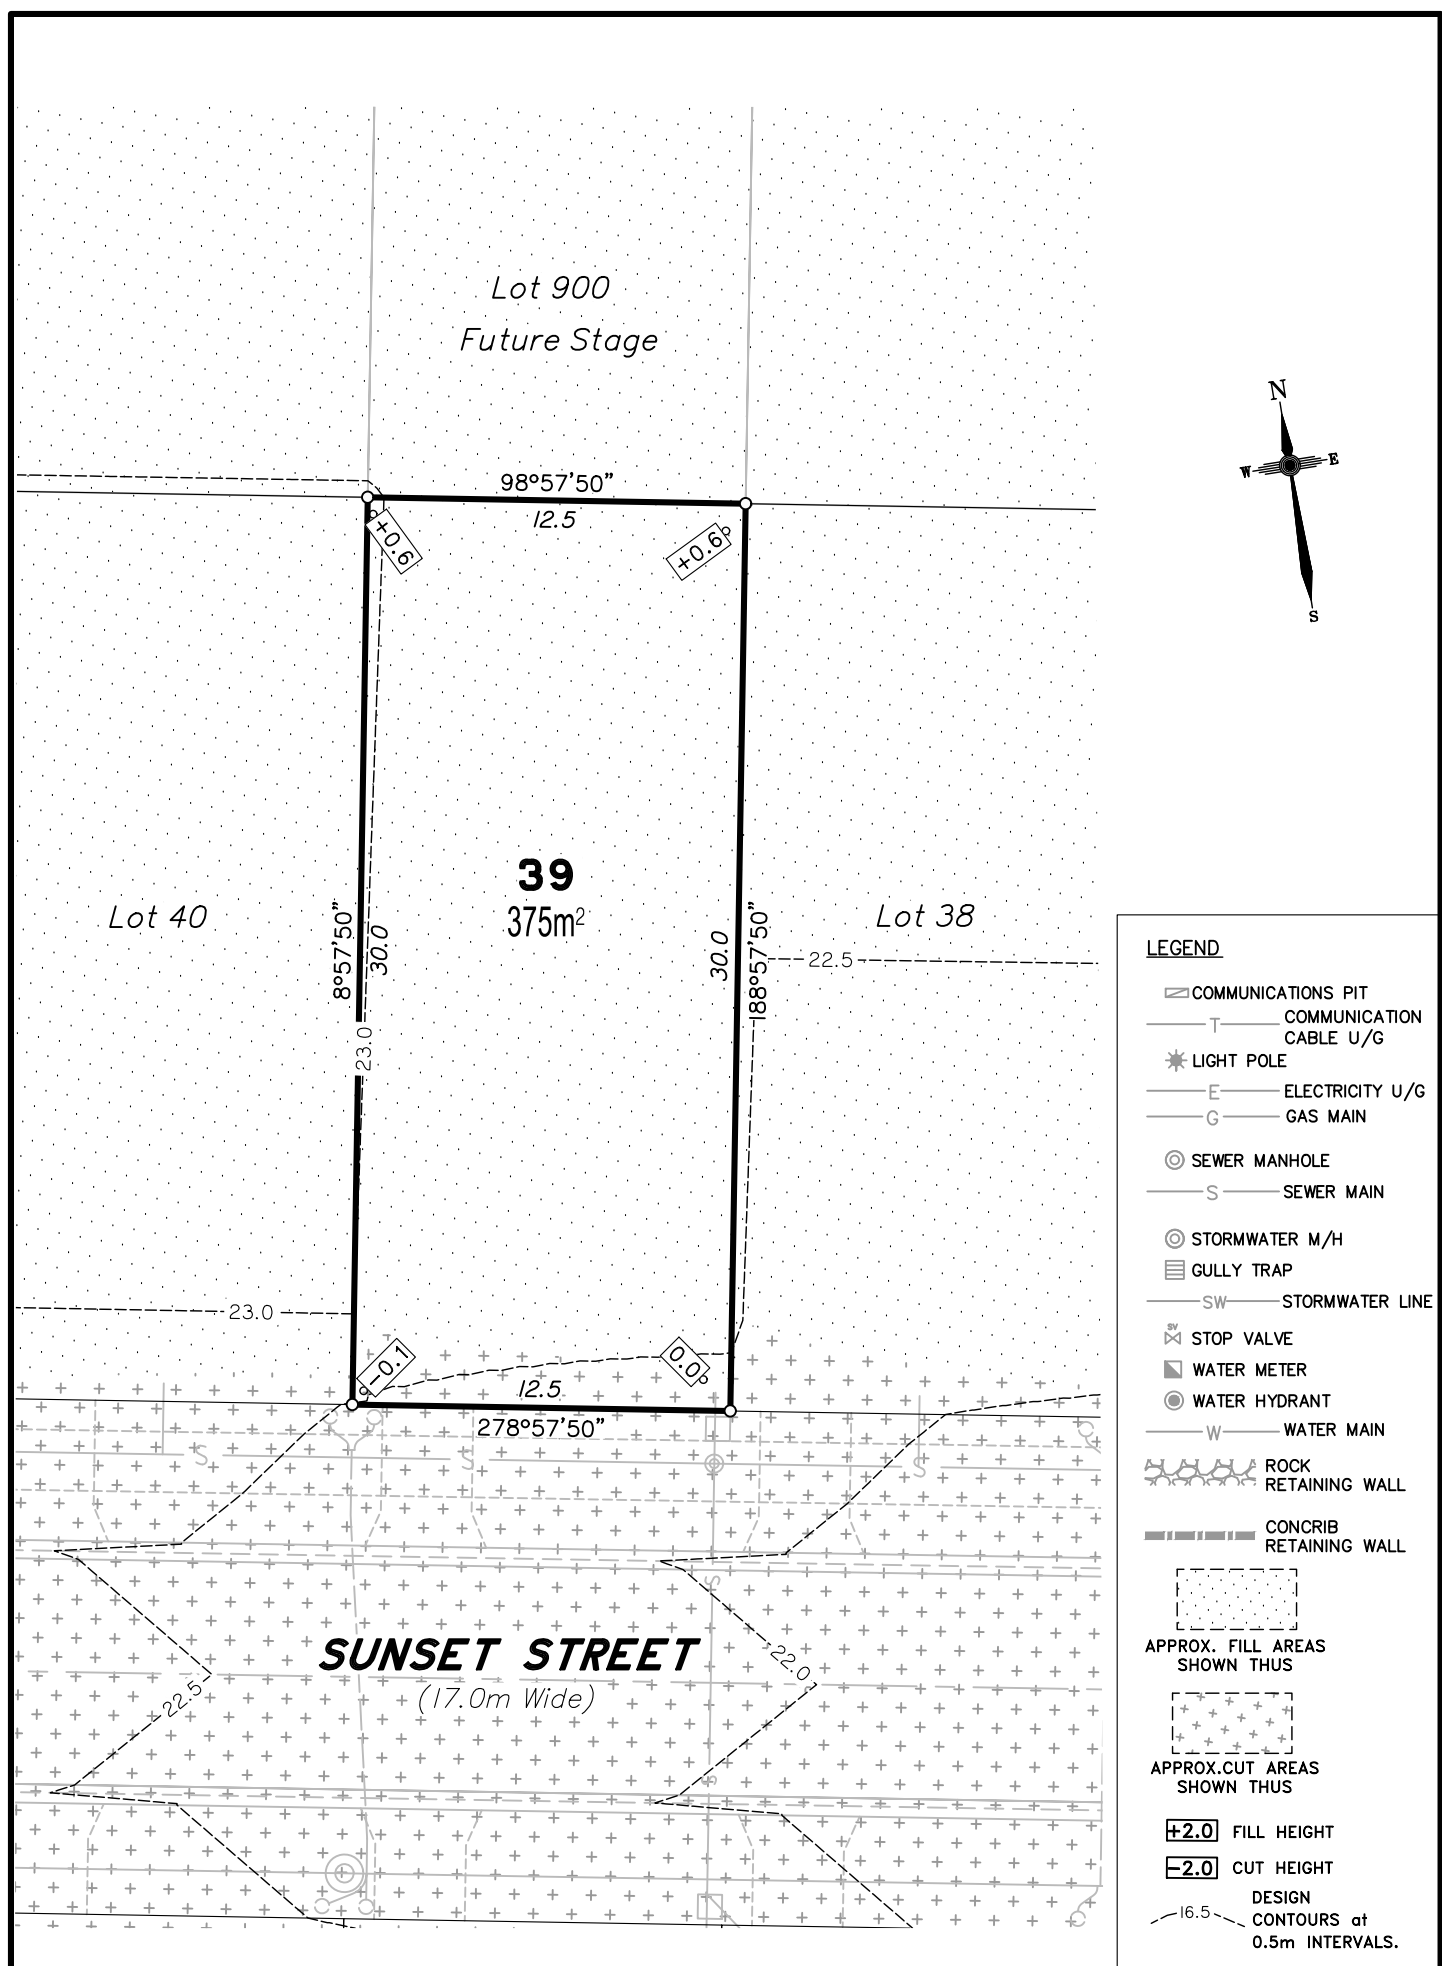 Lot 900
Future Stage
N
W
E
S
98°57'50"
12.5
+0.6
+0.6
39
375m²
Lot 40
Lot 38
8°57'50"
30.0
30.0
188°57'50"
22.5
23.0
23.0
-0.1
0.0
12.5
278°57'50"
S
S
S
S
SUNSET STREET
(17.0m Wide)
22.5
22.0
S
LEGEND
COMMUNICATIONS PIT
T
COMMUNICATION
CABLE U/G
LIGHT POLE
E ELECTRICITY U/G
G GAS MAIN
SEWER MANHOLE
S SEWER MAIN
STORMWATER M/H
GULLY TRAP
SW STORMWATER LINE
SV
STOP VALVE
WATER METER
WATER HYDRANT
W WATER MAIN
ROCK
RETAINING WALL
CONCRIB
RETAINING WALL
APPROX. FILL AREAS
SHOWN THUS
APPROX.CUT AREAS
SHOWN THUS
+2.0 FILL HEIGHT
-2.0 CUT HEIGHT
16.5
DESIGN
CONTOURS at
0.5m INTERVALS.